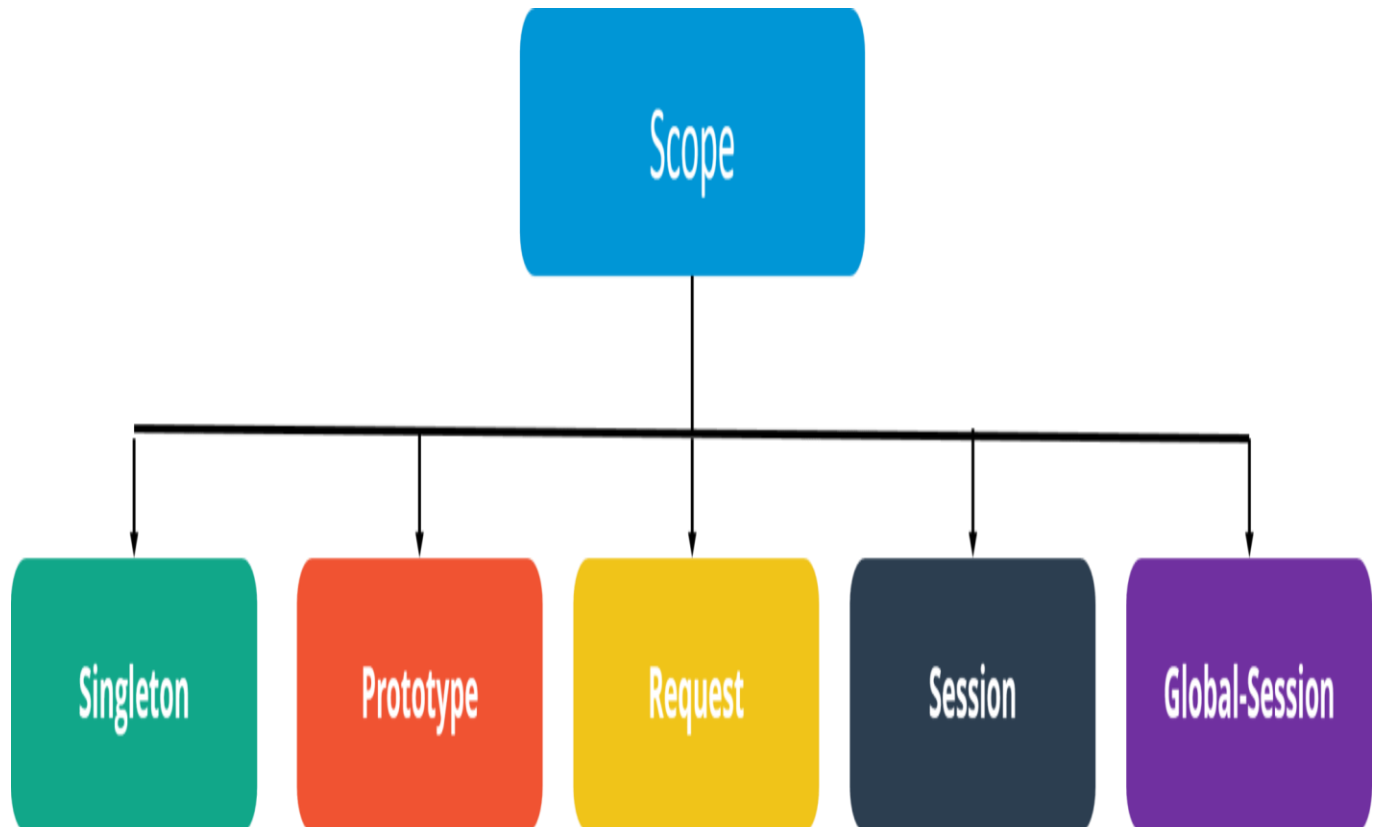 Scope
Singleton
Prototype
Request
Session
Global-Session